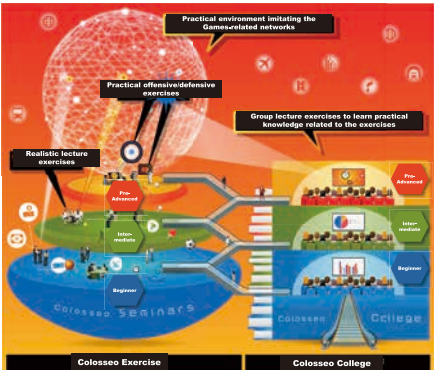 Practical environment imitating the
Games-related networks
Practical offensive/defensive
exercises
Group lecture exercises to learn practical
knowledge related to the exercises
Realistic lecture
exercises
Pre-
Advanced
Inter-
mediate
Beginner
Pre-
Advanced
Inter-
mediate
Beginner
Colosseo Seminars
Colosseo College
Colosseo Exercise
Colosseo College